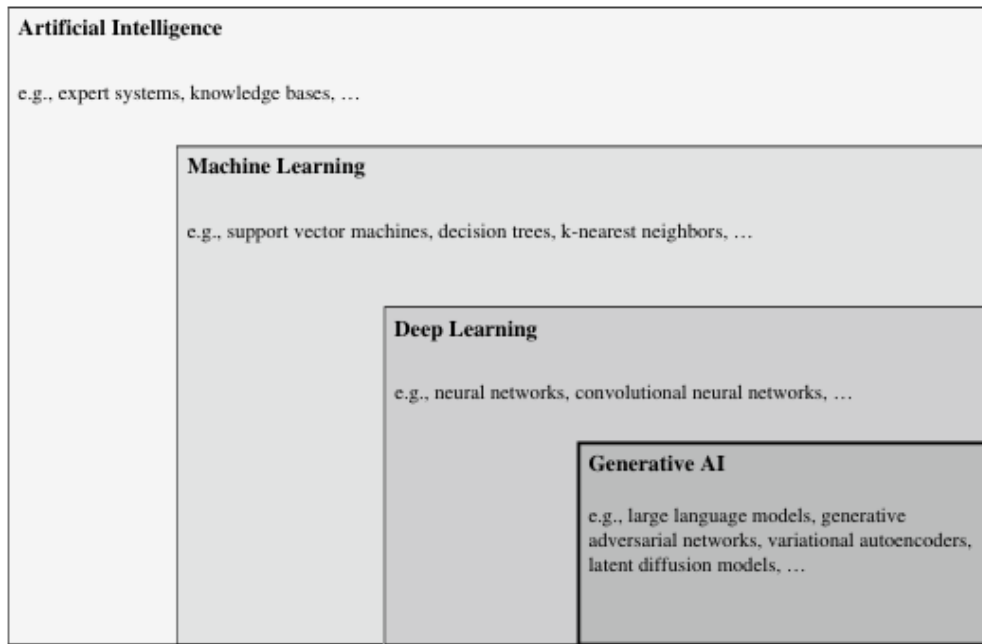 Artificial Intelligence
e.g., expert systems, knowledge bases, …
Machine Learning
e.g., support vector machines, decision trees, k-nearest neighbors, …
Deep Learning
e.g., neural networks, convolutional neural networks, …
Generative AI
e.g., large language models, generative
adversarial networks, variational autoencoders,
latent diffusion models, …